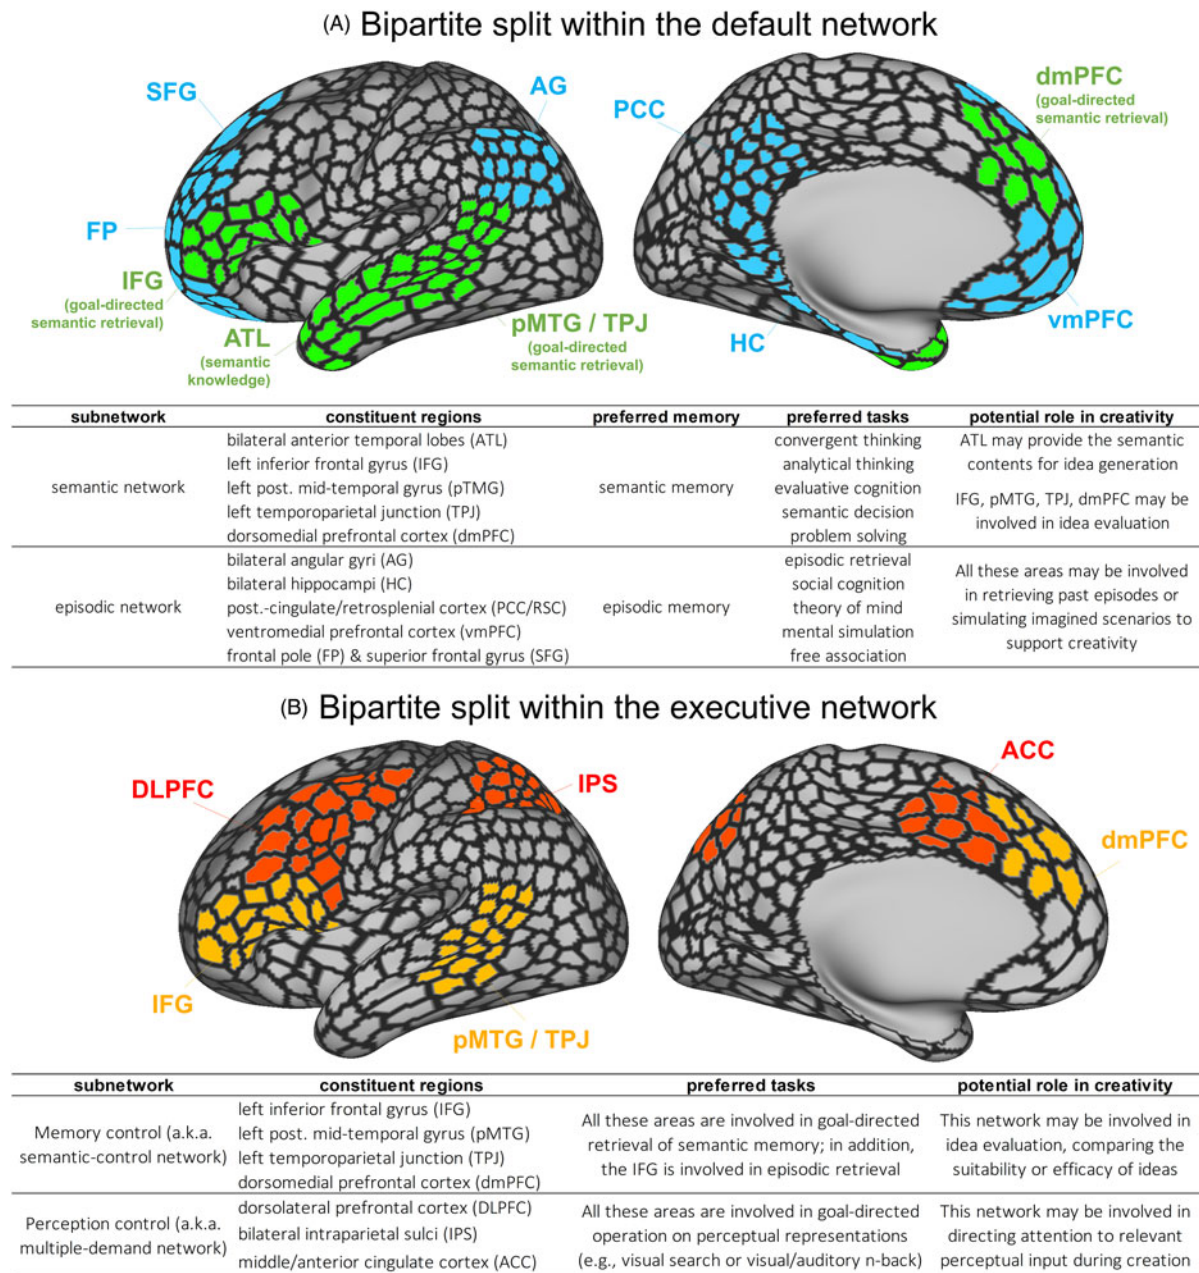 (A) Bipartite split within the default network
SFG
AG
FP
IFG
(goal-directed
semantic retrieval)
ATL
(semantic
knowledge)
pMTG / TPJ
(goal-directed
semantic retrieval)
PCC
dmPFC
(goal-directed
semantic retrieval)
HC
vmPFC
subnetwork constituent regions preferred memory preferred tasks potential role in creativity
semantic network
bilateral anterior temporal lobes (ATL)
left inferior frontal gyrus (IFG)
left post. mid-temporal gyrus (pTMG)
left temporoparietal junction (TPJ)
dorsomedial prefrontal cortex (dmPFC)
semantic memory
convergent thinking
analytical thinking
evaluative cognition
semantic decision
problem solving
ATL may provide the semantic
contents for idea generation
IFG, pMTG, TPJ, dmPFC may be
involved in idea evaluation
episodic network
bilateral angular gyri (AG)
bilateral hippocampi (HC)
post.-cingulate/retrosplenial cortex (PCC/RSC)
ventromedial prefrontal cortex (vmPFC)
frontal pole (FP) & superior frontal gyrus (SFG)
episodic memory
episodic retrieval
social cognition
theory of mind
mental simulation
free association
All these areas may be involved
in retrieving past episodes or
simulating imagined scenarios to
support creativity
(B) Bipartite split within the executive network
DLPFC
IPS
IFG
pMTG / TPJ
ACC
dmPFC
subnetwork constituent regions preferred tasks potential role in creativity
Memory control (a.k.a.
semantic-control network)
left inferior frontal gyrus (IFG)
left post. mid-temporal gyrus (pMTG)
left temporoparietal junction (TPJ)
dorsomedial prefrontal cortex (dmPFC)
All these areas are involved in goal-directed
retrieval of semantic memory; in addition,
the IFG is involved in episodic retrieval
This network may be involved in
idea evaluation, comparing the
suitability or efficacy of ideas
Perception control (a.k.a.
multiple-demand network)
dorsolateral prefrontal cortex (DLPFC)
bilateral intraparietal sulci (IPS)
middle/anterior cingulate cortex (ACC)
All these areas are involved in goal-directed
operation on perceptual representations
(e.g., visual search or visual/auditory n-back)
This network may be involved in
directing attention to relevant
perceptual input during creation